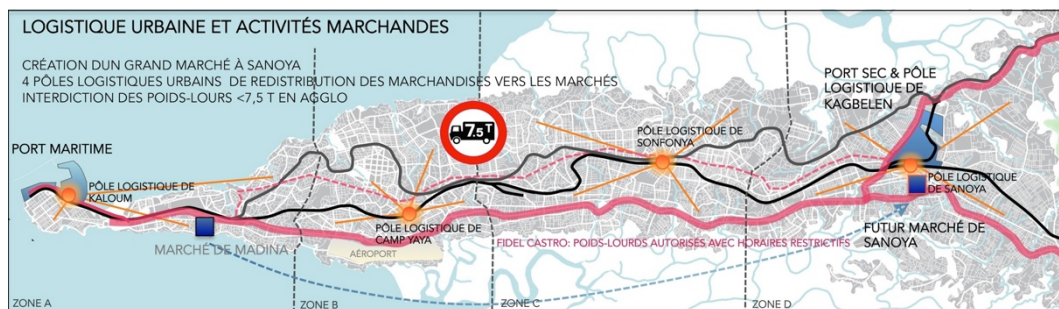 LOGISTIQUE URBAINE ET ACTIVITÉS MARCHANDES
CRÉATION DUN GRAND MARCHÉ À SANOYA
4 PÔLES LOGISTIQUES URBAINS DE REDISTRIBUTION DES MARCHANDISES VERS LES MARCHÉS
INTERDICTION DES POIDS-LOURS <7,5 T EN AGGLO
PORT SEC & PÔLE
LOGISTIQUE DE
KAGBELEN
7.5 T
PÔLE LOGISTIQUE DE
SONFONYA
PORT MARITIME
PÔLE LOGISTIQUE DE
KALOUM
PÔLE LOGISTIQUE
DE SANOYA
MARCHÉ DE MADINA
PÔLE LOGISTIQUE DE
CAMP YAYA
AÉROPORT
FIDEL CASTRO: POIDS-LOURDS AUTORISÉS AVEC HORAIRES RESTRICTIFS
FUTUR MARCHÉ DE
SANOYA
ZONE A
ZONE B
ZONE C
ZONE D